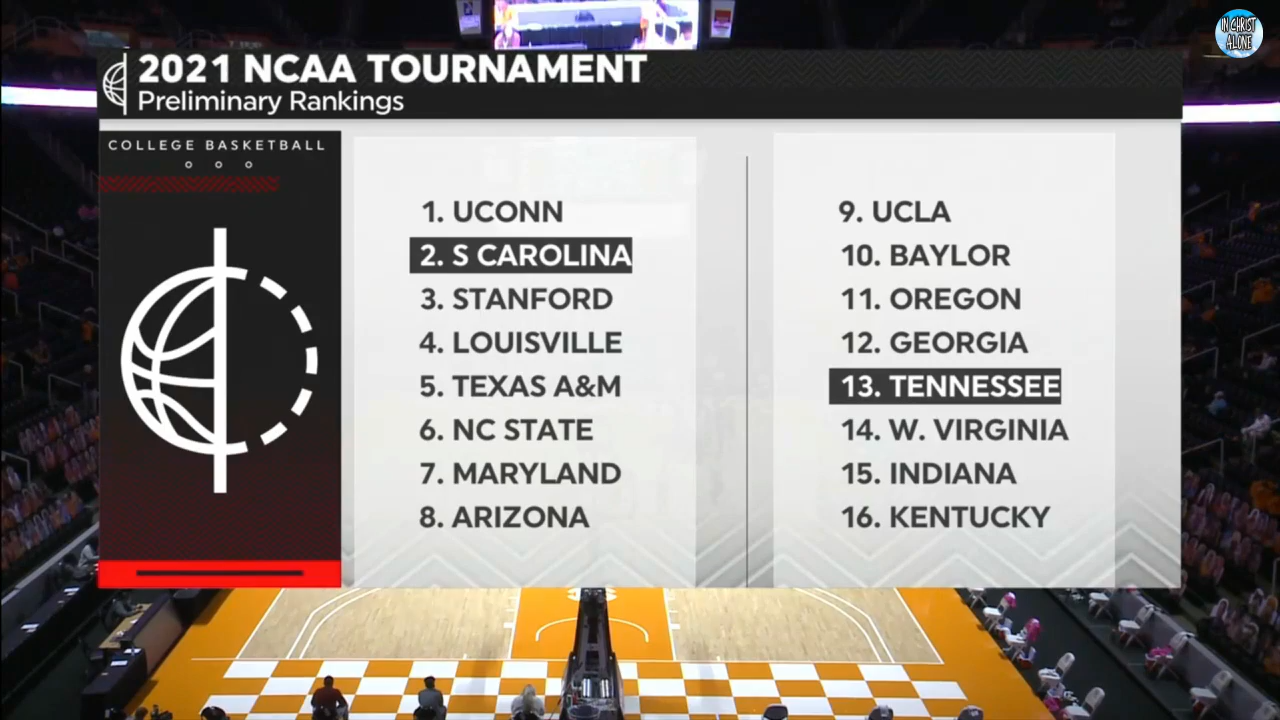 IN CHRIST
ALONE
2021 NCAA TOURNAMENT
Preliminary Rankings
COLLEGE BASKETBALL
1. UCONN
2. S CAROLINA
3. STANFORD
4. LOUISVILLE
5. TEXAS A&M
6. NC STATE
7. MARYLAND
8. ARIZONA
9. UCLA
10. BAYLOR
11. OREGON
12. GEORGIA
13. TENNESSEE
14. W. VIRGINIA
15. INDIANA
16. KENTUCKY